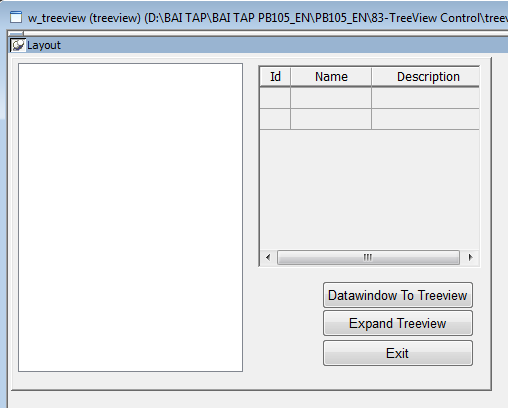 w_treeview (treeview) (D:\BAI TAP\BAI TAP PB105_EN\PB105_EN\83-TreeView Control\treev
Layout
Id Name Description
Datawindow To Treeview
Expand Treeview
Exit